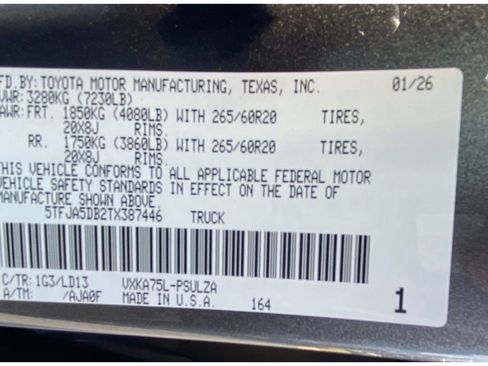 FD.BY:TOYOTA MOTOR MANUFACTURING, TEXAS, INC. 01/26
VWR: 3280KG (7230LB)
AWR:FRT. 1850KG (4080LB) WITH 265/60R20 TIRES,
20X8J RIMS.
RR. 1750KG (3860LB) WITH 265/60R20 TIRES,
20X8J RIMS.
THIS VEHICLE CONFORMS TO ALL APPLICABLE FEDERAL MOTOR
VEHICLE SAFETY STANDARDS IN EFFECT ON THE DATE OF
MANUFACTURE SHOWN ABOVE.
5TFJA5DB2TX387446 TRUCK
C/TR: 1G3/LD13 VXKA75L-PSULZA
A/TM: /AJA0F MADE IN U.S.A. 164 1